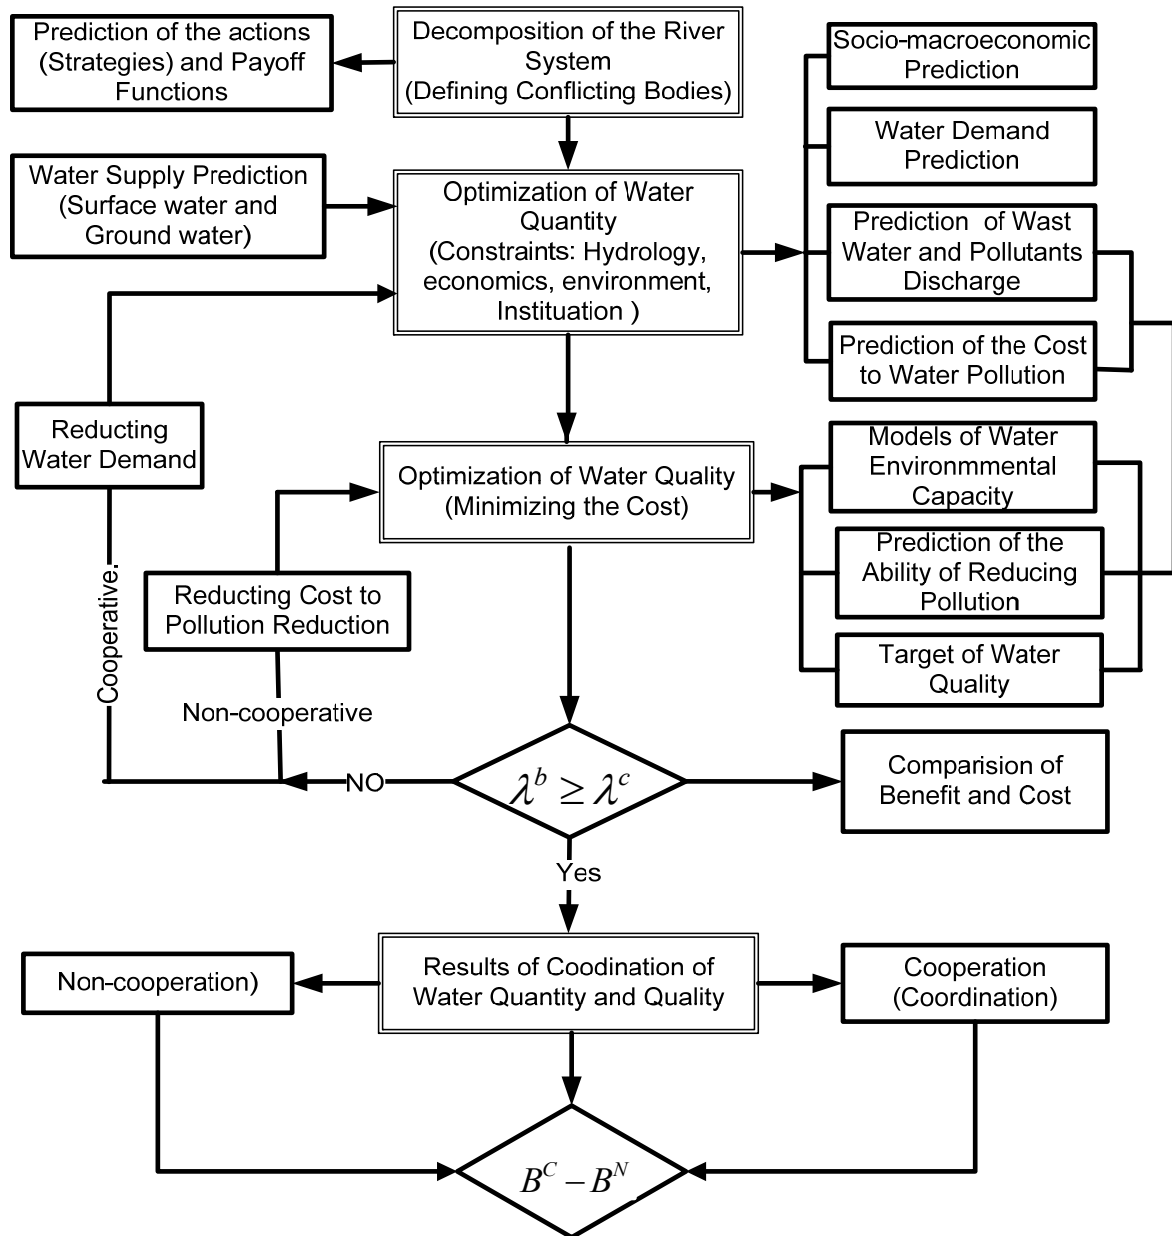 Prediction of the actions
(Strategies) and Payoff
Functions
Decomposition of the River
System
(Defining Conflicting Bodies)
Socio-macroeconomic
Prediction
Water Demand
Prediction
Water Supply Prediction
(Surface water and
Ground water)
Optimization of Water
Quantity
(Constraints: Hydrology,
economics, environment,
Instituation )
Prediction of Wast
Water and Pollutants
Discharge
Prediction of the Cost
to Water Pollution
Reducting
Water Demand
Optimization of Water Quality
(Minimizing the Cost)
Models of Water
Environmmental
Capacity
Prediction of the
Ability of Reducing
Pollution
Target of Water
Quality
Reducting Cost to
Pollution Reduction
Cooperative
Non-cooperative
NO
λ^b ≥ λ^c
Comparision of
Benefit and Cost
Yes
Non-cooperation)
Results of Coodination of
Water Quantity and Quality
Cooperation
(Coordination)
B^C − B^N